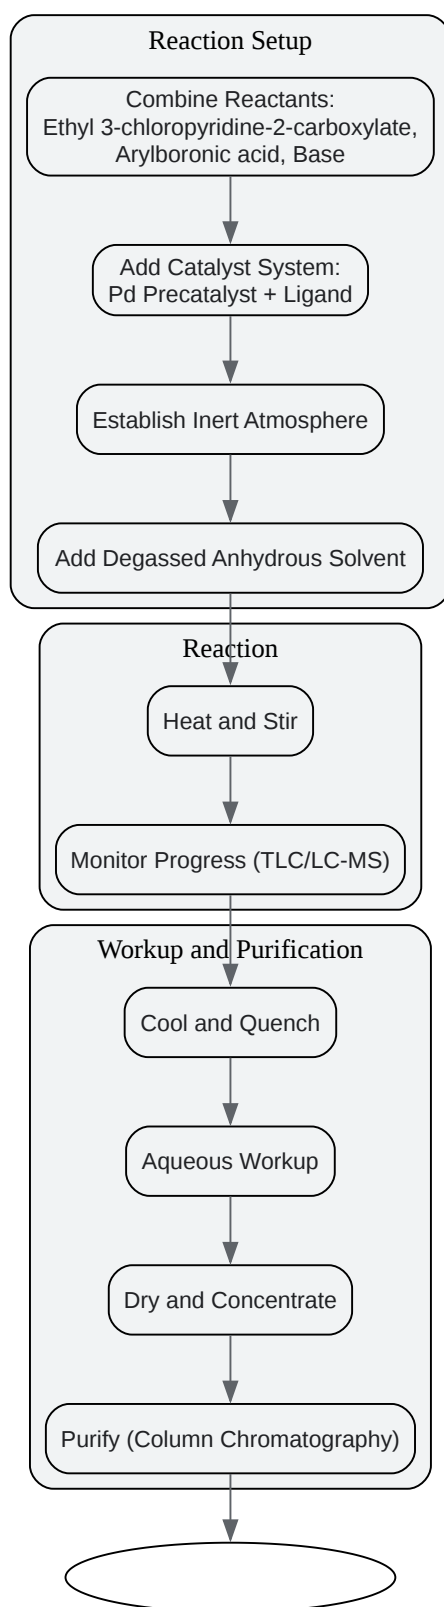 Reaction Setup
Combine Reactants:
Ethyl 3-chloropyridine-2-carboxylate,
Arylboronic acid, Base
Add Catalyst System:
Pd Precatalyst + Ligand
Establish Inert Atmosphere
Add Degassed Anhydrous Solvent
Reaction
Heat and Stir
Monitor Progress (TLC/LC-MS)
Workup and Purification
Cool and Quench
Aqueous Workup
Dry and Concentrate
Purify (Column Chromatography)